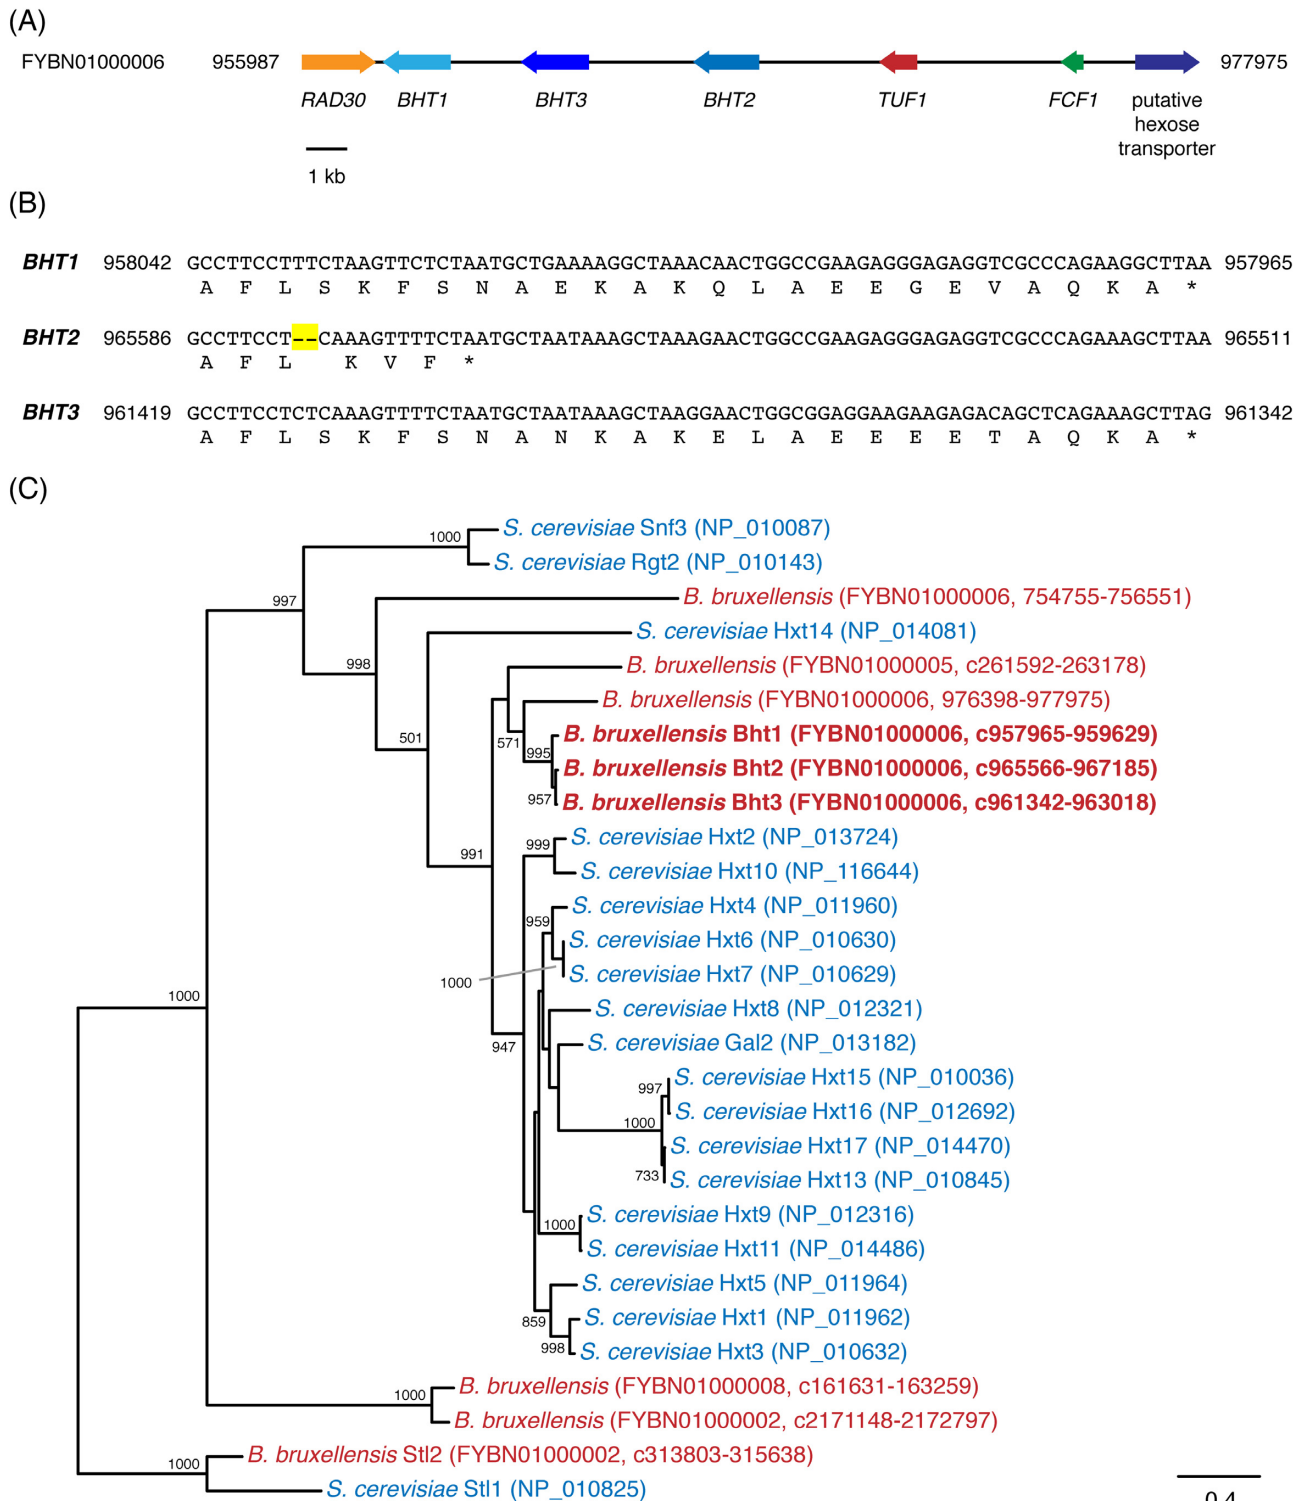 (A)
FYBN01000006 955987 977975
RAD30 BHT1 BHT3 BHT2 TUF1 FCF1 putative
hexose
transporter
1 kb
(B)
BHT1 958042 GCCTTCCTTTCTAAGTTCTCTAATGCTGAAAAGGCTAAACAACTGGCCGAAGAGGGAGAGGTCGCCCAGAAGGCTTAA 957965
A F L S K F S N A E K A K Q L A E E G E V A Q K A *
BHT2 965586 GCCTTCCT--CAAAGTTTTCTAATGCTAATAAAGCTAAAGAACTGGCCGAAGAGGGAGAGGTCGCCCAGAAAGCTTAA 965511
A F L K V F *
BHT3 961419 GCCTTCCTCTCAAAGTTTTCTAATGCTAATAAAGCTAAGGAACTGGCGGAGGAAGAAGAGACAGCTCAGAAAGCTTAG 961342
A F L S K F S N A N K A K E L A E E E E T A Q K A *
(C)
S. cerevisiae Snf3 (NP_010087)
1000
S. cerevisiae Rgt2 (NP_010143)
B. bruxellensis (FYBN01000006, 754755-756551)
997
S. cerevisiae Hxt14 (NP_014081)
998
B. bruxellensis (FYBN01000005, c261592-263178)
B. bruxellensis (FYBN01000006, 976398-977975)
B. bruxellensis Bht1 (FYBN01000006, c957965-959629)
501
571
995
B. bruxellensis Bht2 (FYBN01000006, c965566-967185)
957
B. bruxellensis Bht3 (FYBN01000006, c961342-963018)
S. cerevisiae Hxt2 (NP_013724)
999
991
S. cerevisiae Hxt10 (NP_116644)
S. cerevisiae Hxt4 (NP_011960)
959
S. cerevisiae Hxt6 (NP_010630)
S. cerevisiae Hxt7 (NP_010629)
1000
1000
S. cerevisiae Hxt8 (NP_012321)
S. cerevisiae Gal2 (NP_013182)
947
S. cerevisiae Hxt15 (NP_010036)
997
S. cerevisiae Hxt16 (NP_012692)
1000
S. cerevisiae Hxt17 (NP_014470)
733
S. cerevisiae Hxt13 (NP_010845)
S. cerevisiae Hxt9 (NP_012316)
1000
S. cerevisiae Hxt11 (NP_014486)
S. cerevisiae Hxt5 (NP_011964)
S. cerevisiae Hxt1 (NP_011962)
859
998
S. cerevisiae Hxt3 (NP_010632)
B. bruxellensis (FYBN01000008, c161631-163259)
1000
B. bruxellensis (FYBN01000002, c2171148-2172797)
B. bruxellensis Stl2 (FYBN01000002, c313803-315638)
1000
S. cerevisiae Stl1 (NP_010825)
0.4